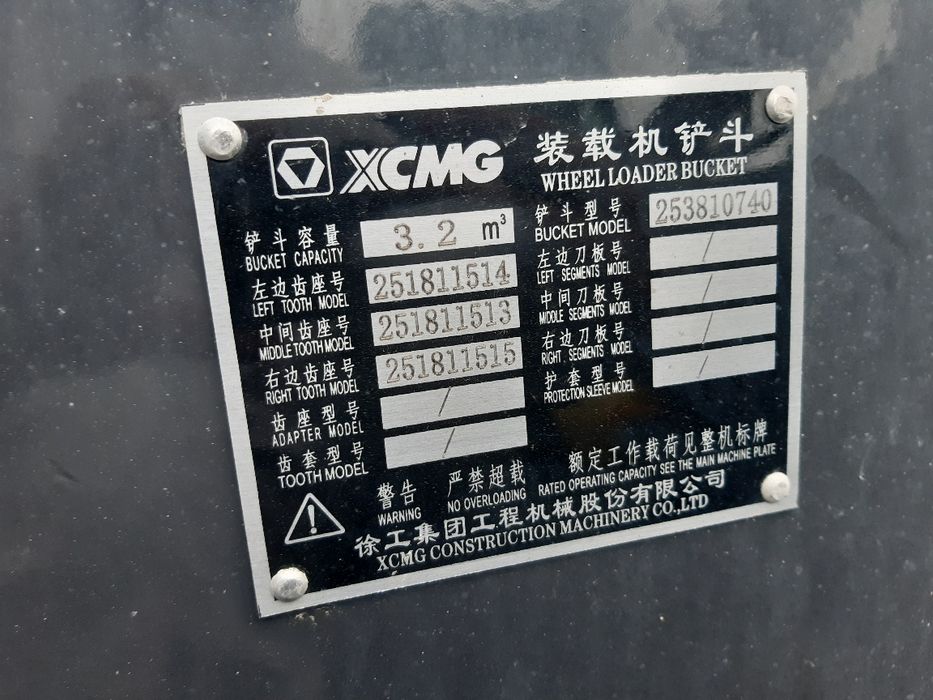 XCMG 装载机铲斗
WHEEL LOADER BUCKET
铲斗容量 3.2 m³
BUCKET CAPACITY
左边齿座号 251811514
LEFT TOOTH MODEL
中间齿座号 251811513
MIDDLE TOOTH MODEL
右边齿座号 251811515
RIGHT TOOTH MODEL
齿座型号 /
ADAPTER MODEL
齿套型号 /
TOOTH MODEL
铲斗型号 253810740
BUCKET MODEL
左边刀板号 /
LEFT SEGMENTS MODEL
中间刀板号 /
MIDDLE SEGMENTS MODEL
右边刀板号 /
RIGHT. SEGMENTS MODEL
护套型号 /
PROTECTION SLEEVE MODEL
警告 严禁超载 额定工作载荷见整机标牌
WARNING NO OVERLOADING RATED OPERATING CAPACITY SEE THE MAIN MACHINE PLATE
徐工集团工程机械股份有限公司
XCMG CONSTRUCTION MACHINERY CO.,LTD